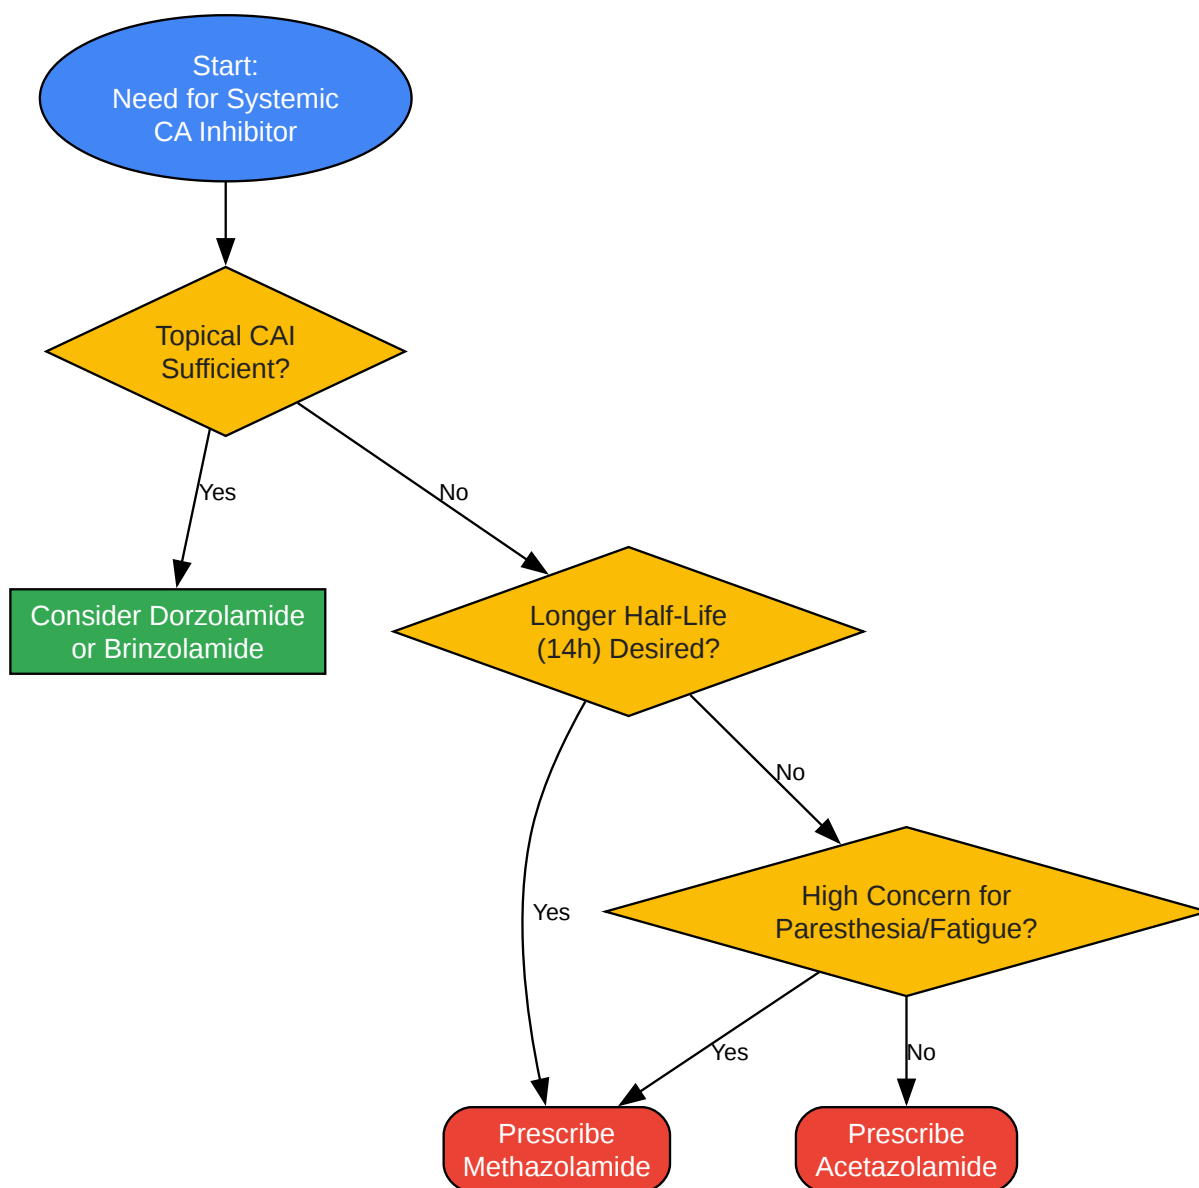 Start:
Need for Systemic
CA Inhibitor
Topical CAI
Sufficient?
Yes
No
Consider Dorzolamide
or Brinzolamide
Longer Half-Life
(14h) Desired?
No
Yes
High Concern for
Paresthesia/Fatigue?
Yes
No
Prescribe
Methazolamide
Prescribe
Acetazolamide